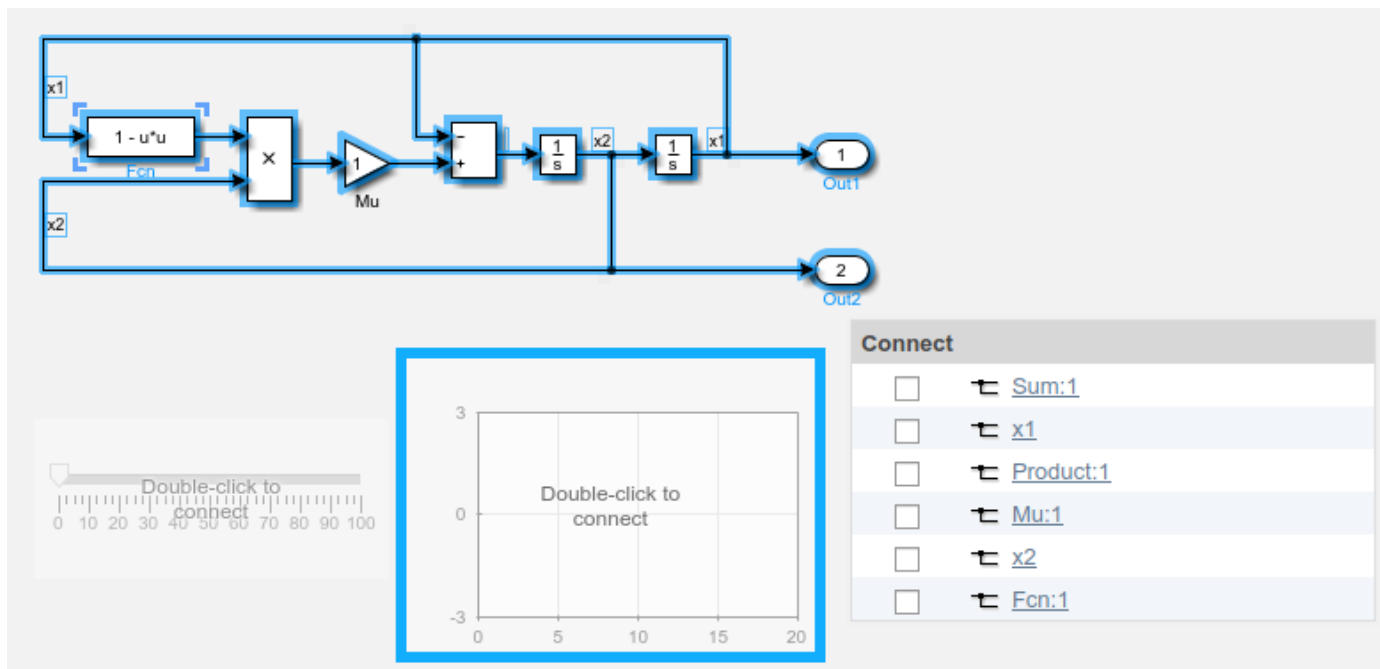 x1
1 - u*u
Fcn
×
1
Mu
−
+
1
s
x2
1
s
x1
1
Out1
x2
2
Out2
Connect
Sum:1
x1
Product:1
Mu:1
x2
Fcn:1
Double-click to
connect
0 10 20 30 40 50 60 70 80 90 100
3
0
-3
Double-click to
connect
0 5 10 15 20